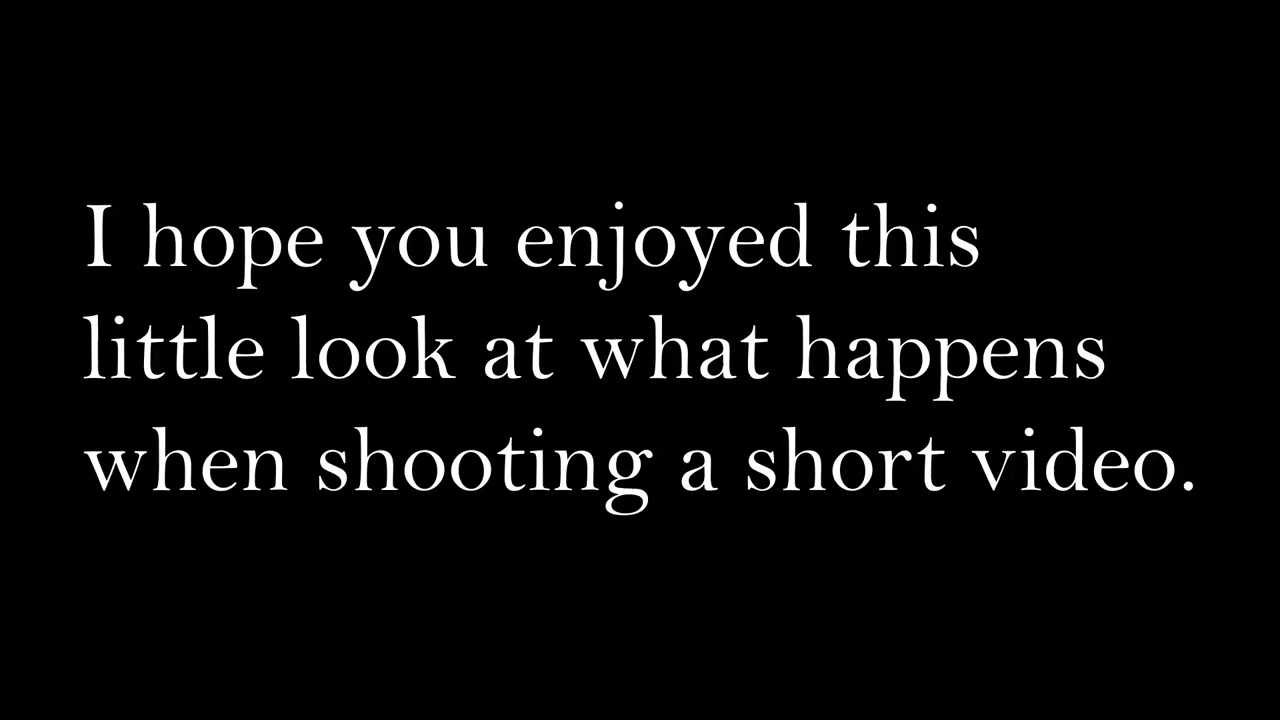 I hope you enjoyed this
little look at what happens
when shooting a short video.